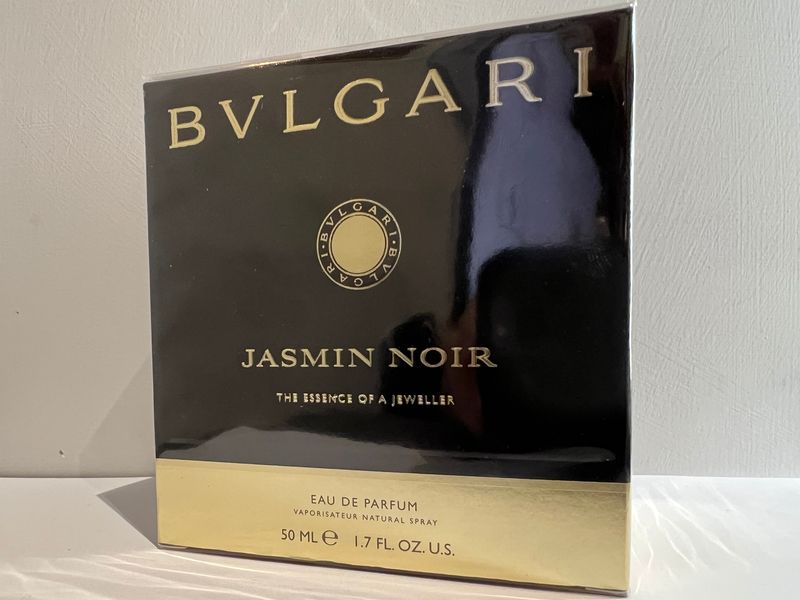 BVLGARI
BVLGARI · BVLGARI ·
JASMIN NOIR
THE ESSENCE OF A JEWELLER
EAU DE PARFUM
VAPORISATEUR NATURAL SPRAY
50 ML ℮ 1.7 FL. OZ. U.S.